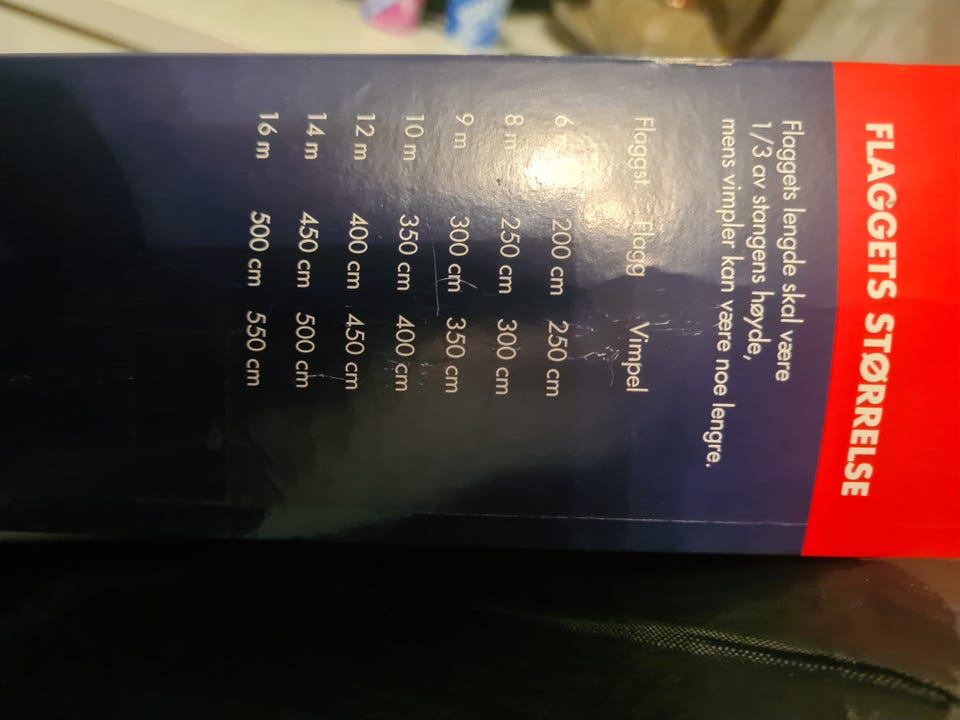 FLAGGETS STØRRELSE
Flaggets lengde skal være
1/3 av stangens høyde,
mens vimpler kan være noe lengre.
Flaggst. Flagg Vimpel
6 m 200 cm 250 cm
8 m 250 cm 300 cm
9 m 300 cm 350 cm
10 m 350 cm 400 cm
12 m 400 cm 450 cm
14 m 450 cm 500 cm
16 m 500 cm 550 cm